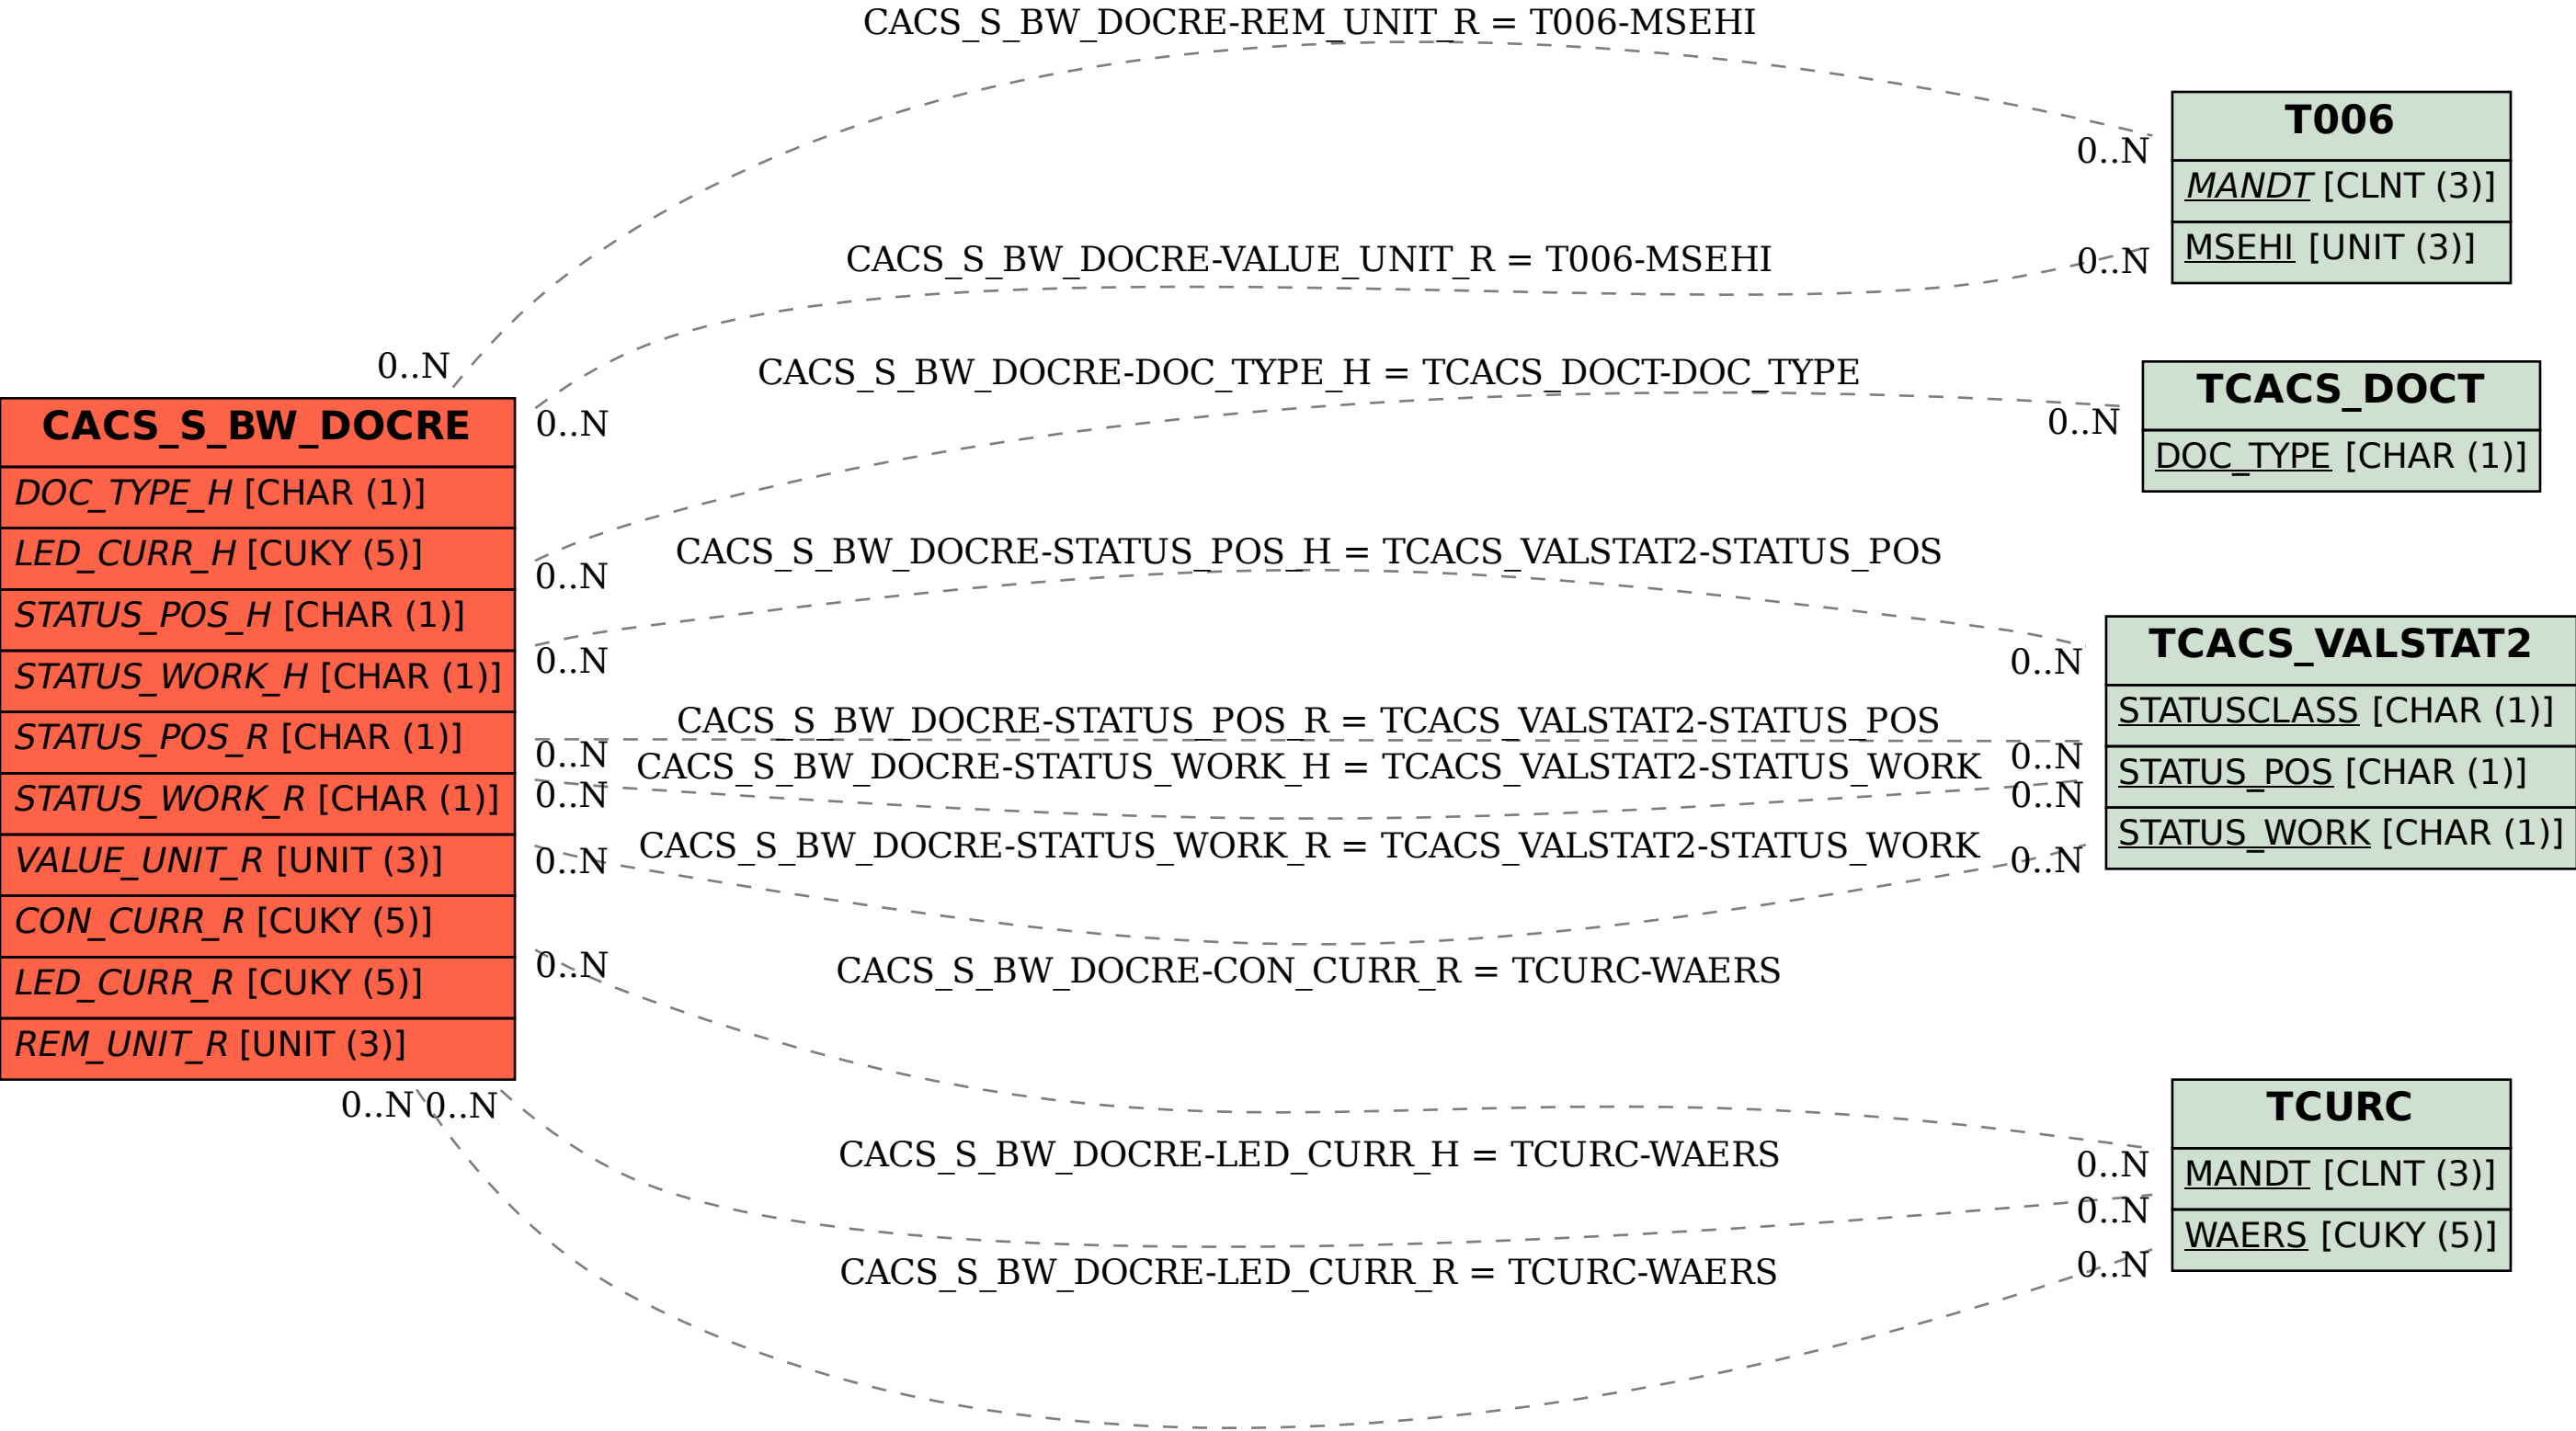 CACS_S_BW_DOCRE-REM_UNIT_R = T006-MSEHI
T006
MANDT [CLNT (3)]
MSEHI [UNIT (3)]
0..N
0..N
CACS_S_BW_DOCRE-VALUE_UNIT_R = T006-MSEHI
0..N
0..N
CACS_S_BW_DOCRE-DOC_TYPE_H = TCACS_DOCT-DOC_TYPE
0..N
TCACS_DOCT
DOC_TYPE [CHAR (1)]
CACS_S_BW_DOCRE
DOC_TYPE_H [CHAR (1)]
LED_CURR_H [CUKY (5)]
STATUS_POS_H [CHAR (1)]
STATUS_WORK_H [CHAR (1)]
STATUS_POS_R [CHAR (1)]
STATUS_WORK_R [CHAR (1)]
VALUE_UNIT_R [UNIT (3)]
CON_CURR_R [CUKY (5)]
LED_CURR_R [CUKY (5)]
REM_UNIT_R [UNIT (3)]
0..N
CACS_S_BW_DOCRE-STATUS_POS_H = TCACS_VALSTAT2-STATUS_POS
0..N
0..N
TCACS_VALSTAT2
STATUSCLASS [CHAR (1)]
STATUS_POS [CHAR (1)]
STATUS_WORK [CHAR (1)]
CACS_S_BW_DOCRE-STATUS_POS_R = TCACS_VALSTAT2-STATUS_POS
0..N
0..N
CACS_S_BW_DOCRE-STATUS_WORK_H = TCACS_VALSTAT2-STATUS_WORK
0..N
0..N
CACS_S_BW_DOCRE-STATUS_WORK_R = TCACS_VALSTAT2-STATUS_WORK
0..N
0..N
0..N
CACS_S_BW_DOCRE-CON_CURR_R = TCURC-WAERS
0..N
0..N
CACS_S_BW_DOCRE-LED_CURR_H = TCURC-WAERS
0..N
0..N
CACS_S_BW_DOCRE-LED_CURR_R = TCURC-WAERS
0..N
TCURC
MANDT [CLNT (3)]
WAERS [CUKY (5)]